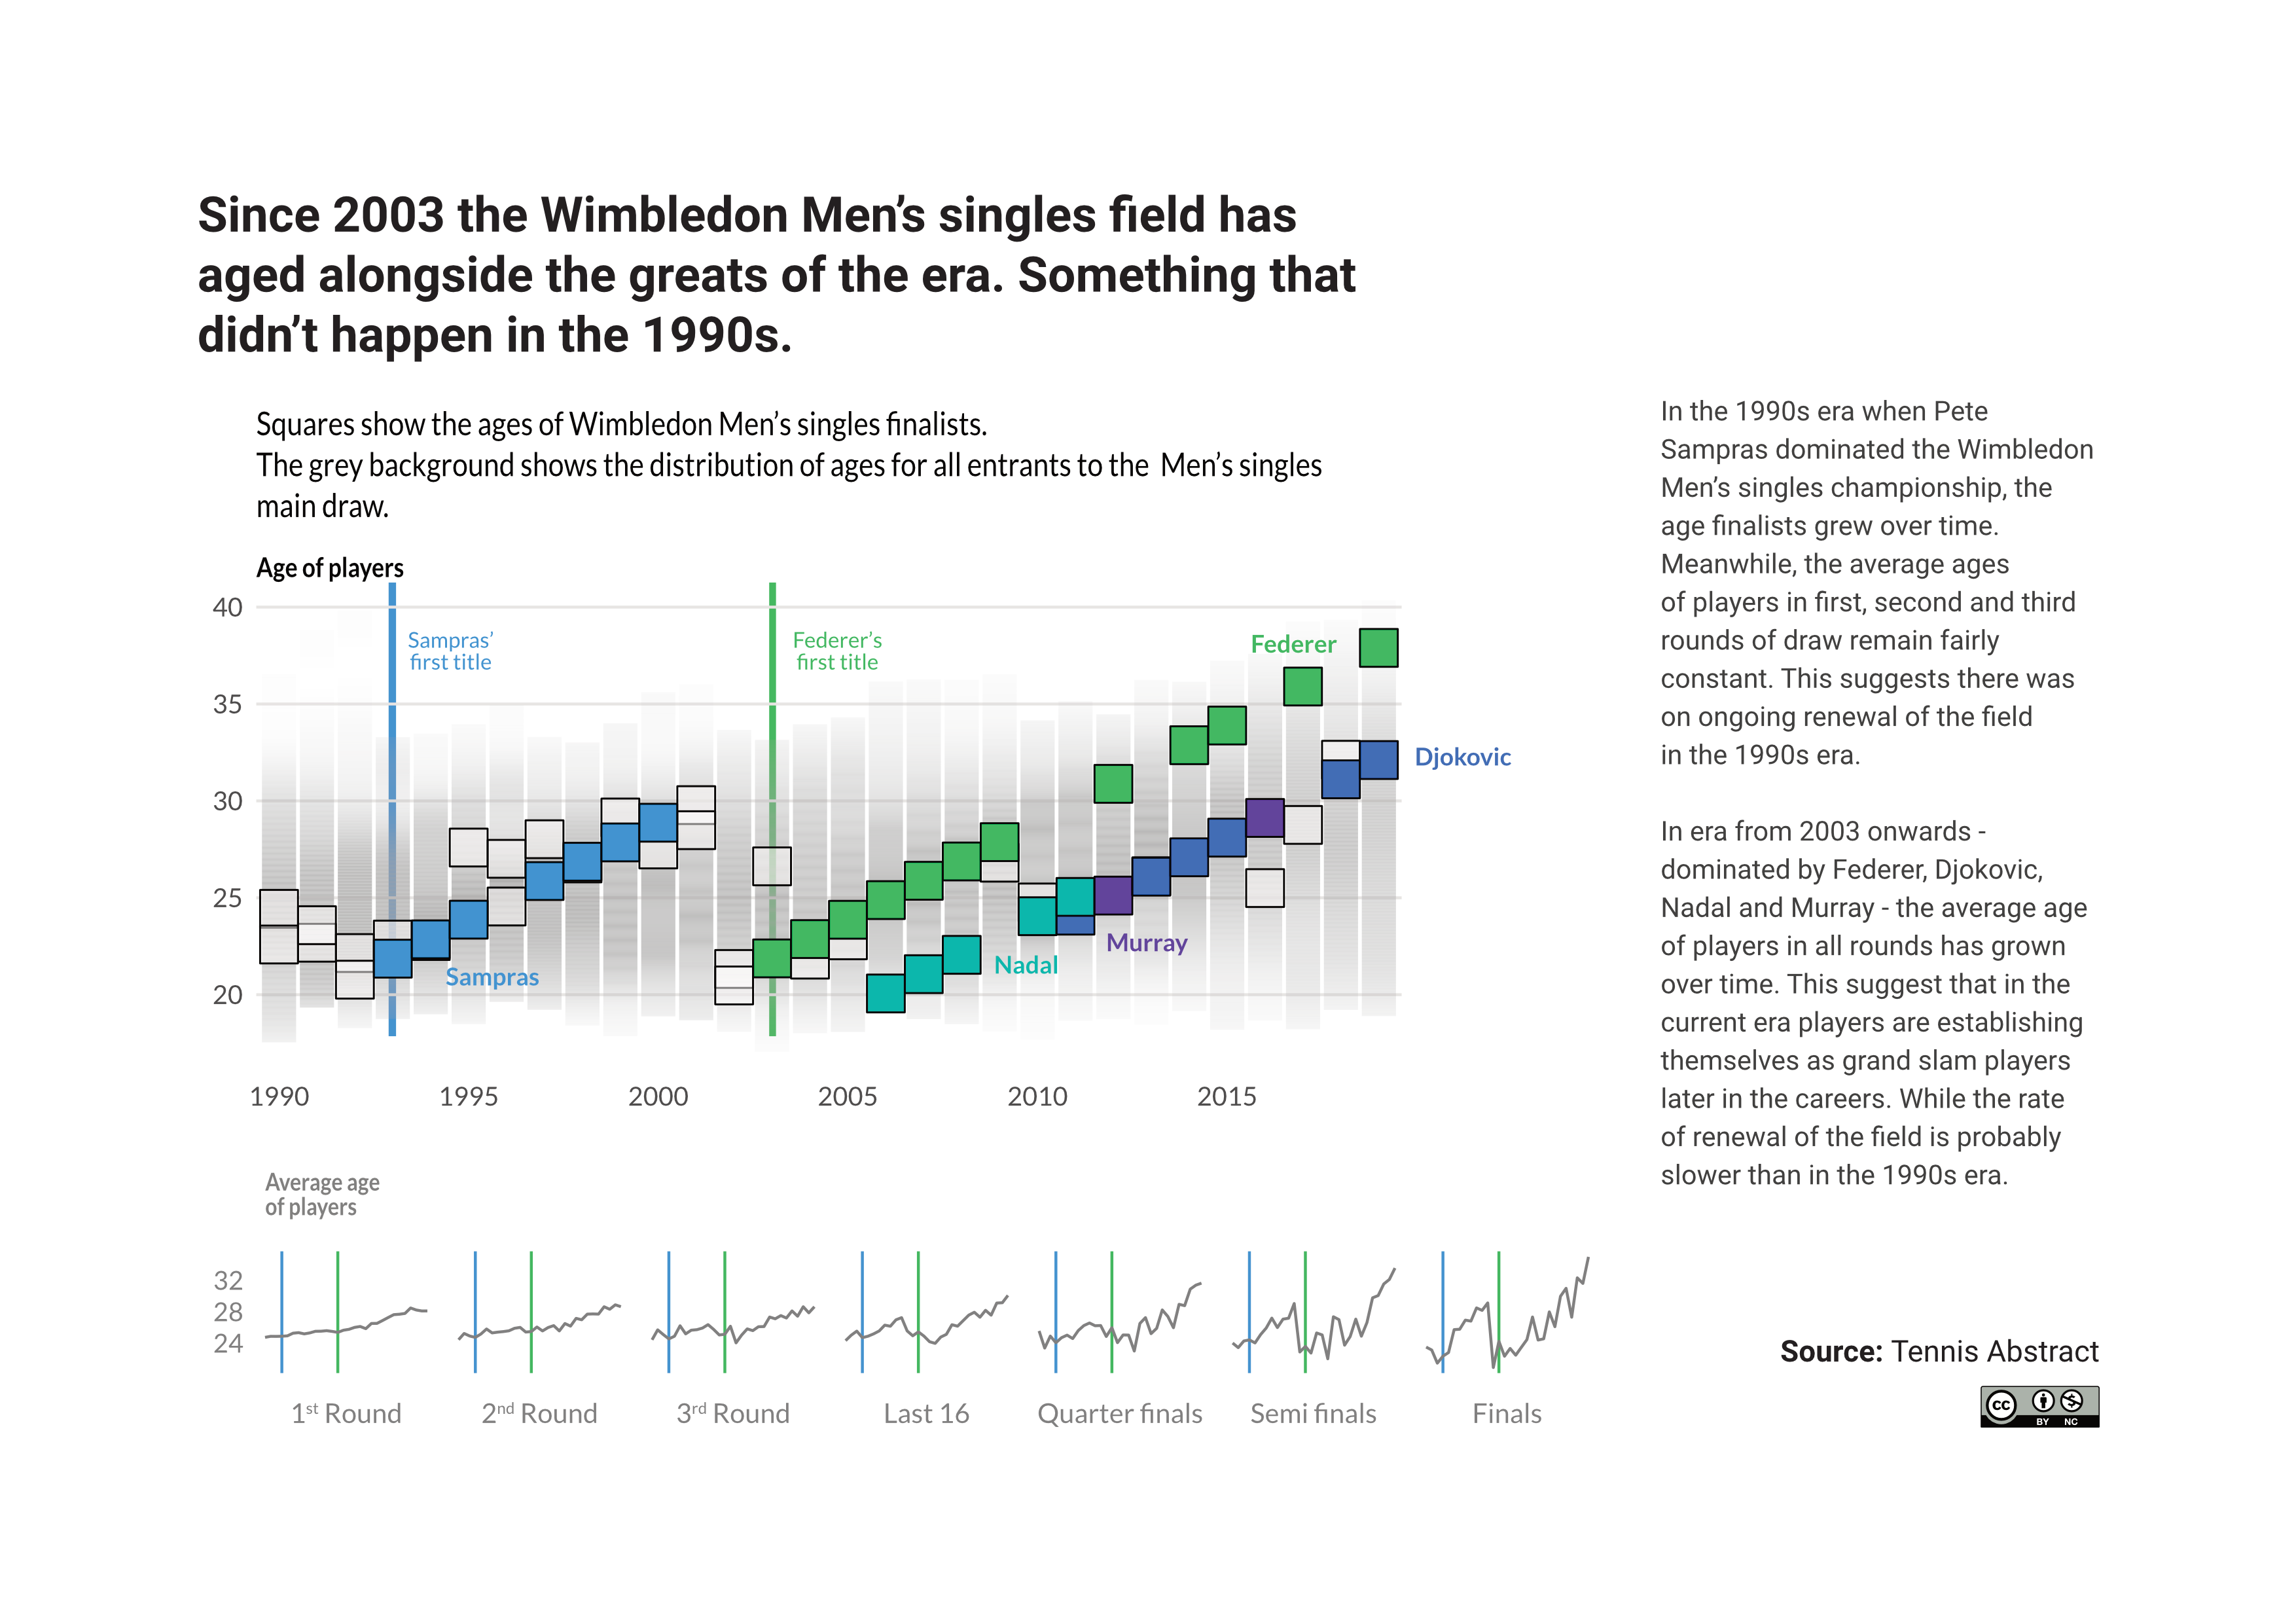 Since 2003 the Wimbledon Men’s singles field has
aged alongside the greats of the era. Something that
didn’t happen in the 1990s.
Squares show the ages of Wimbledon Men’s singles finalists.
The grey background shows the distribution of ages for all entrants to the  Men’s singles
main draw.
Age of players
40
35
30
25
20
Sampras’
first title
Federer’s
first title
Federer
Djokovic
Murray
Nadal
Sampras
1990
1995
2000
2005
2010
2015
Average age
of players
32
28
24
1st Round
2nd Round
3rd Round
Last 16
Quarter finals
Semi finals
Finals
In the 1990s era when Pete
Sampras dominated the Wimbledon
Men’s singles championship, the
age finalists grew over time.
Meanwhile, the average ages
of players in first, second and third
rounds of draw remain fairly
constant. This suggests there was
on ongoing renewal of the field
in the 1990s era.
In era from 2003 onwards -
dominated by Federer, Djokovic,
Nadal and Murray - the average age
of players in all rounds has grown
over time. This suggest that in the
current era players are establishing
themselves as grand slam players
later in the careers. While the rate
of renewal of the field is probably
slower than in the 1990s era.
Source: Tennis Abstract
cc
BY NC